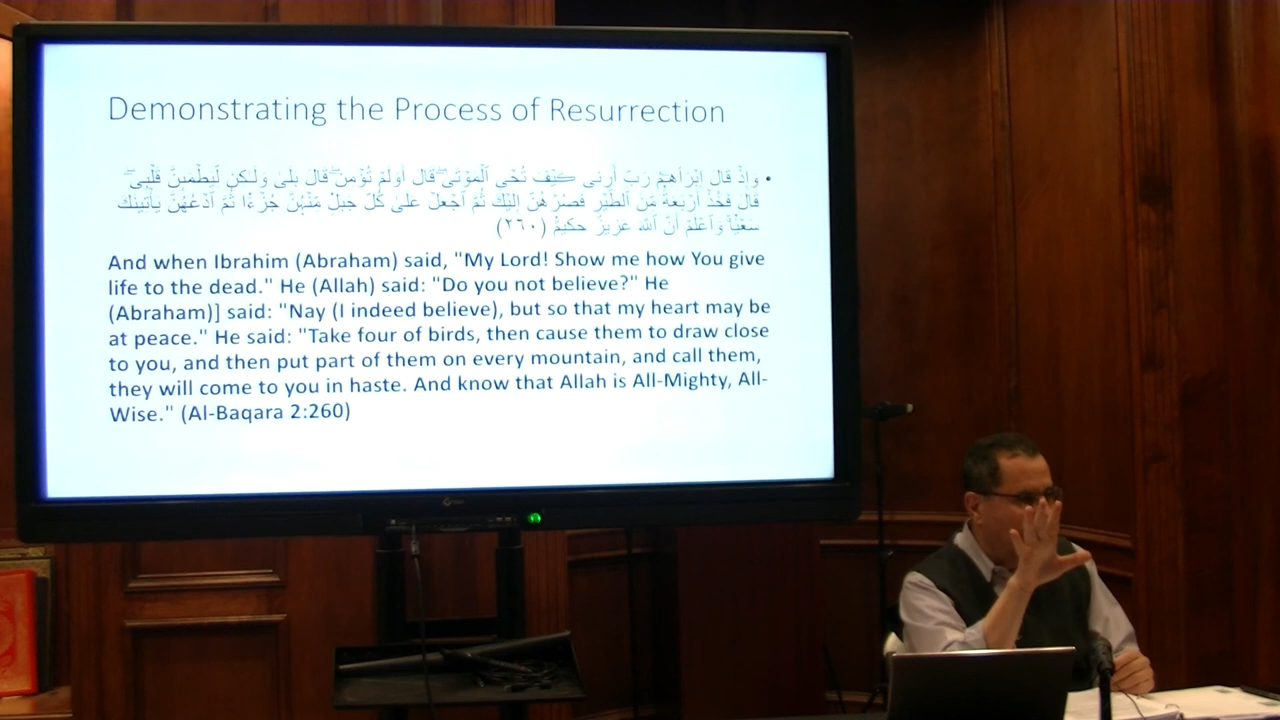 Demonstrating the Process of Resurrection
• وَإِذْ قَالَ إِبْرَٰهِـۧمُ رَبِّ أَرِنِى كَيْفَ تُحْىِ ٱلْمَوْتَىٰ ۖ قَالَ أَوَلَمْ تُؤْمِن ۖ قَالَ بَلَىٰ وَلَـٰكِن لِّيَطْمَئِنَّ قَلْبِى ۖ
قَالَ فَخُذْ أَرْبَعَةً مِّنَ ٱلطَّيْرِ فَصُرْهُنَّ إِلَيْكَ ثُمَّ ٱجْعَلْ عَلَىٰ كُلِّ جَبَلٍ مِّنْهُنَّ جُزْءًا ثُمَّ ٱدْعُهُنَّ يَأْتِينَكَ
سَعْيًا ۚ وَٱعْلَمْ أَنَّ ٱللَّهَ عَزِيزٌ حَكِيمٌ (٢٦٠)
And when Ibrahim (Abraham) said, "My Lord! Show me how You give
life to the dead." He (Allah) said: "Do you not believe?" He
(Abraham)] said: "Nay (I indeed believe), but so that my heart may be
at peace." He said: "Take four of birds, then cause them to draw close
to you, and then put part of them on every mountain, and call them,
they will come to you in haste. And know that Allah is All-Mighty, All-
Wise." (Al-Baqara 2:260)